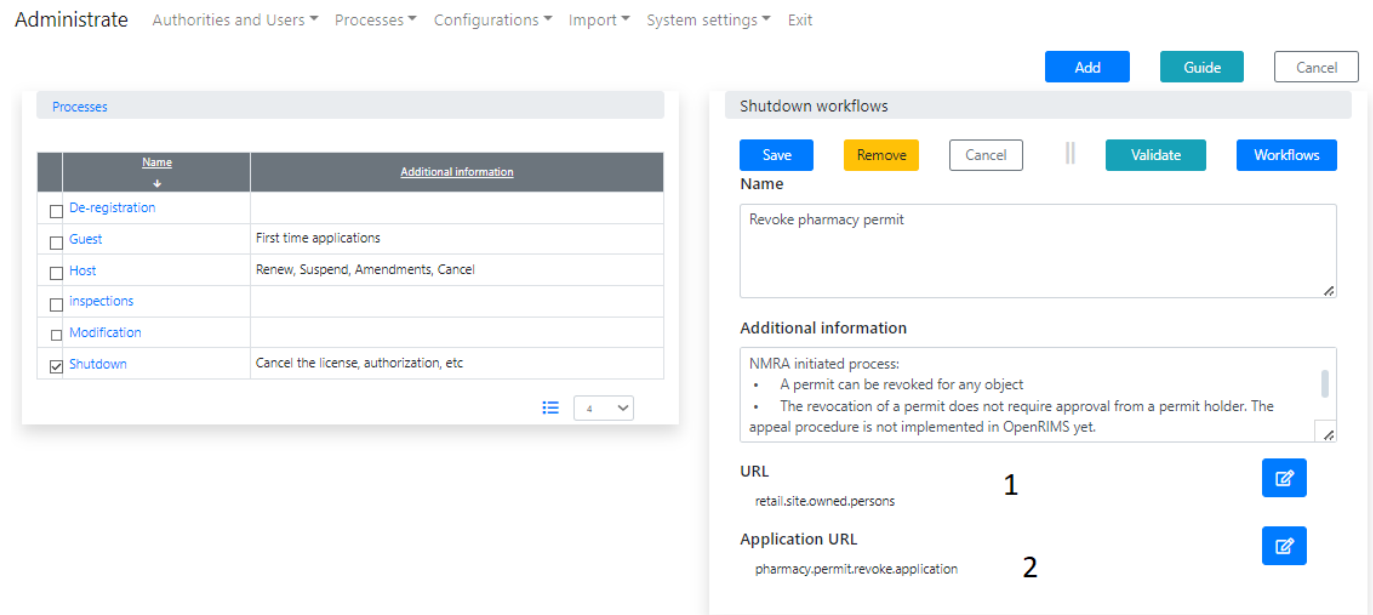 Administrate Authorities and Users Processes Configurations Import System settings Exit
Add Guide Cancel
Processes
Name Additional information
De-registration
Guest First time applications
Host Renew, Suspend, Amendments, Cancel
inspections
Modification
Shutdown Cancel the license, authorization, etc
4
Shutdown workflows
Save Remove Cancel Validate Workflows
Name
Revoke pharmacy permit
Additional information
NMRA initiated process:
• A permit can be revoked for any object
• The revocation of a permit does not require approval from a permit holder. The
appeal procedure is not implemented in OpenRIMS yet.
URL
retail.site.owned.persons
1
Application URL
pharmacy.permit.revoke.application
2